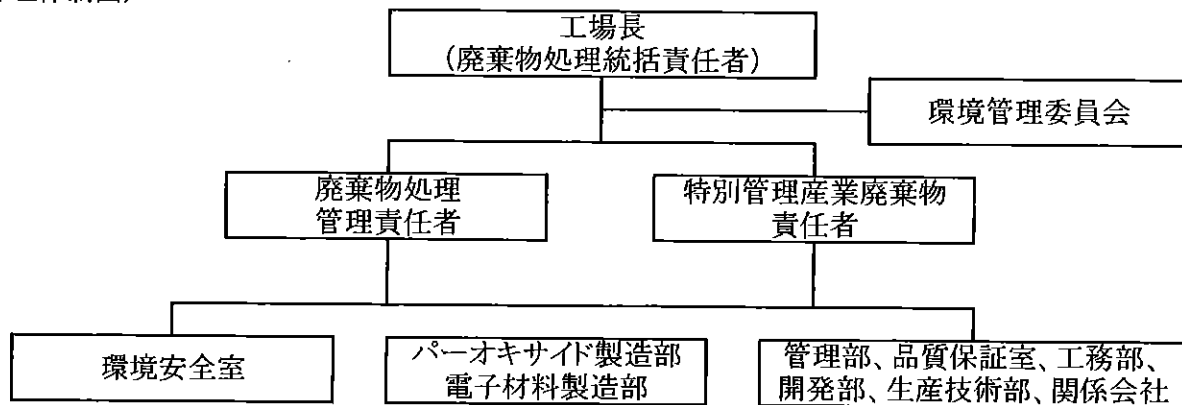 工場長
（廃棄物処理統括責任者）
環境管理委員会
廃棄物処理
管理責任者
特別管理産業廃棄物
責任者
環境安全室
パーオキサイド製造部
電子材料製造部
管理部、品質保証室、工務部、
開発部、生産技術部、関係会社